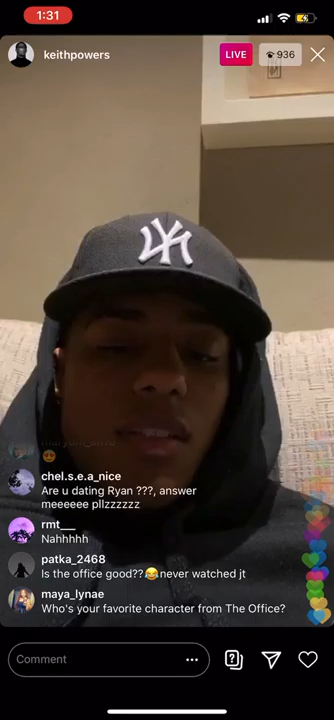 1:31
keithpowers
LIVE
936
NY
chel.s.e.a_nice
Are u dating Ryan ???, answer
meeeeee pllzzzzzz
rmt___
Nahhhhh
patka_2468
Is the office good??😂never watched jt
maya_lynae
Who's your favorite character from The Office?
Comment